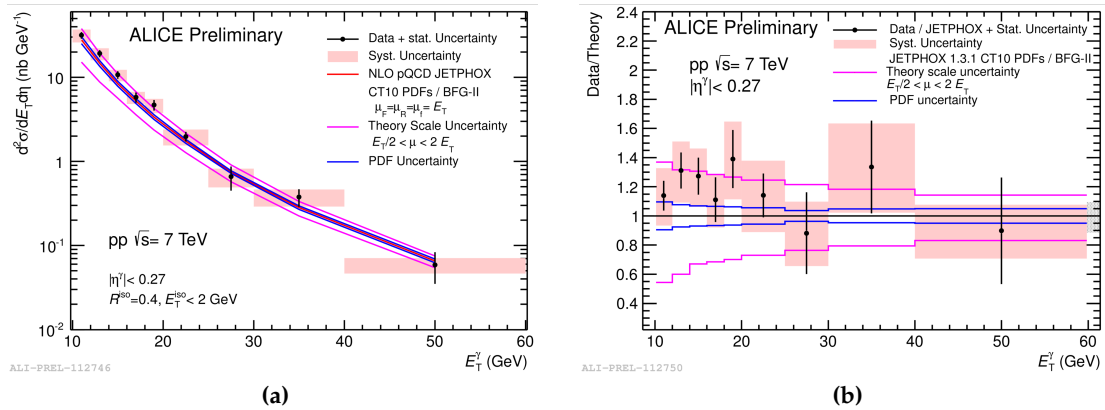 ALICE Preliminary
Data + stat. Uncertainty
Syst. Uncertainty
NLO pQCD JETPHOX
CT10 PDFs / BFG-II
μF=μR=μf= ET
Theory Scale Uncertainty
ET/2 < μ < 2 ET
PDF Uncertainty
d²σ/dETdη (nb GeV⁻¹)
10
1
10⁻¹
10⁻²
pp √s= 7 TeV
|η^γ|< 0.27
R^iso=0.4, ET^iso< 2 GeV
10 20 30 40 50 60
ET^γ (GeV)
ALI-PREL-112746
(a)
ALICE Preliminary
Data / JETPHOX + Stat. Uncertainty
Syst. Uncertainty
JETPHOX 1.3.1 CT10 PDFs / BFG-II
Theory scale uncertainty
ET/2 < μ < 2 ET
PDF uncertainty
pp √s= 7 TeV
|η^γ|< 0.27
Data/Theory
2.4
2.2
2
1.8
1.6
1.4
1.2
1
0.8
0.6
0.4
10 20 30 40 50 60
ET^γ (GeV)
ALI-PREL-112750
(b)